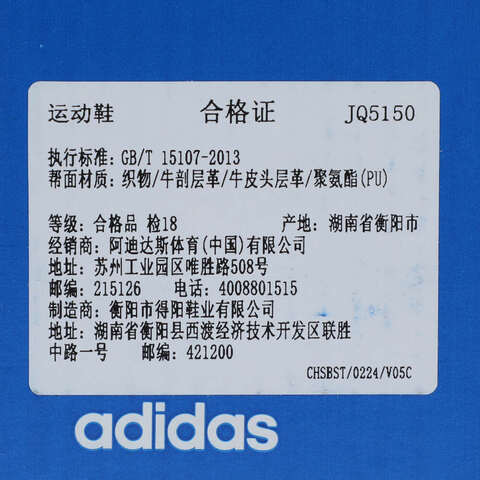 运动鞋 合格证 JQ5150
执行标准: GB/T 15107-2013
帮面材质: 织物/牛剖层革/牛皮头层革/聚氨酯(PU)
等级: 合格品 检18 产地: 湖南省衡阳市
经销商: 阿迪达斯体育(中国)有限公司
地址: 苏州工业园区唯胜路508号
邮编: 215126 电话: 4008801515
制造商: 衡阳市得阳鞋业有限公司
地址: 湖南省衡阳县西渡经济技术开发区联胜
中路一号 邮编: 421200
CHSBST/0224/V05C
adidas